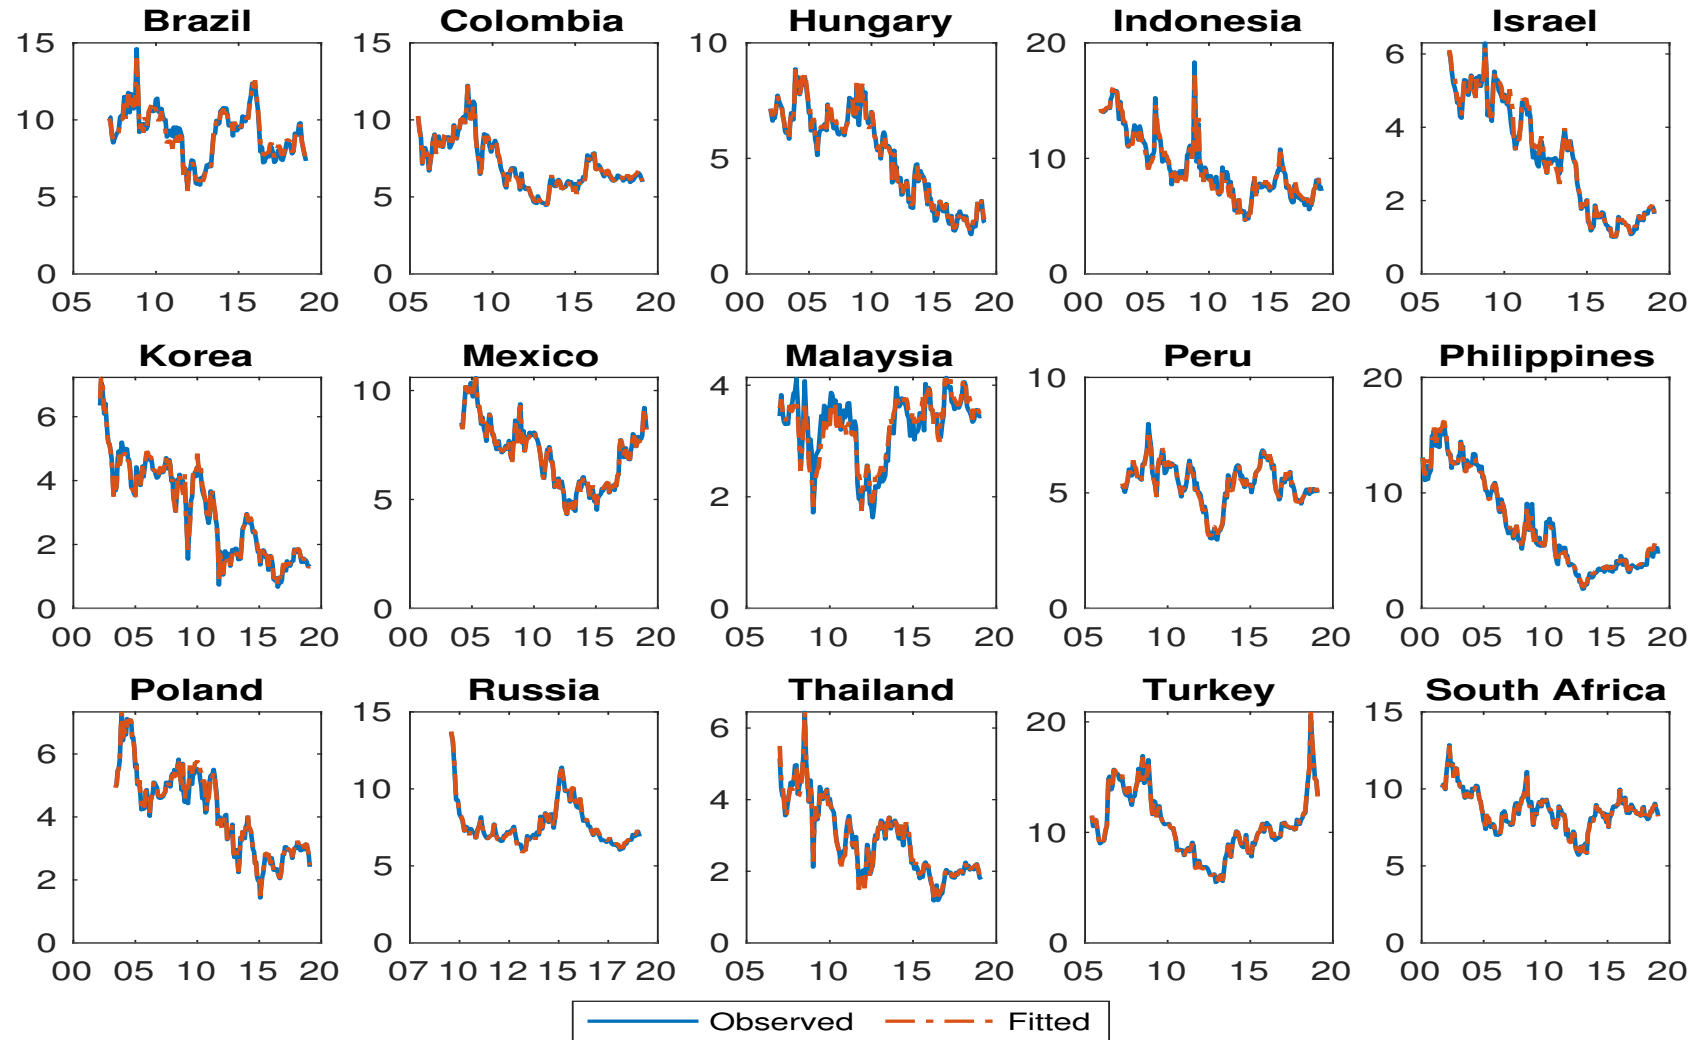 Brazil Colombia Hungary Indonesia Israel
15 15 10 20 6
10 10 5 10 4
5 5 2
0 0 0 0 0
05 10 15 20 05 10 15 20 00 05 10 15 20 00 05 10 15 20 05 10 15 20
Korea Mexico Malaysia Peru Philippines
6 10 4 10 20
4 5 2 5 10
2
0 0 0 0 0
00 05 10 15 20 00 05 10 15 20 05 10 15 20 05 10 15 20 00 05 10 15 20
Poland Russia Thailand Turkey South Africa
6 15 6 20 15
4 10 4 10 10
2 5 2 5
0 0 0 0 0
00 05 10 15 20 07 10 12 15 17 20 05 10 15 20 05 10 15 20 00 05 10 15 20
Observed Fitted